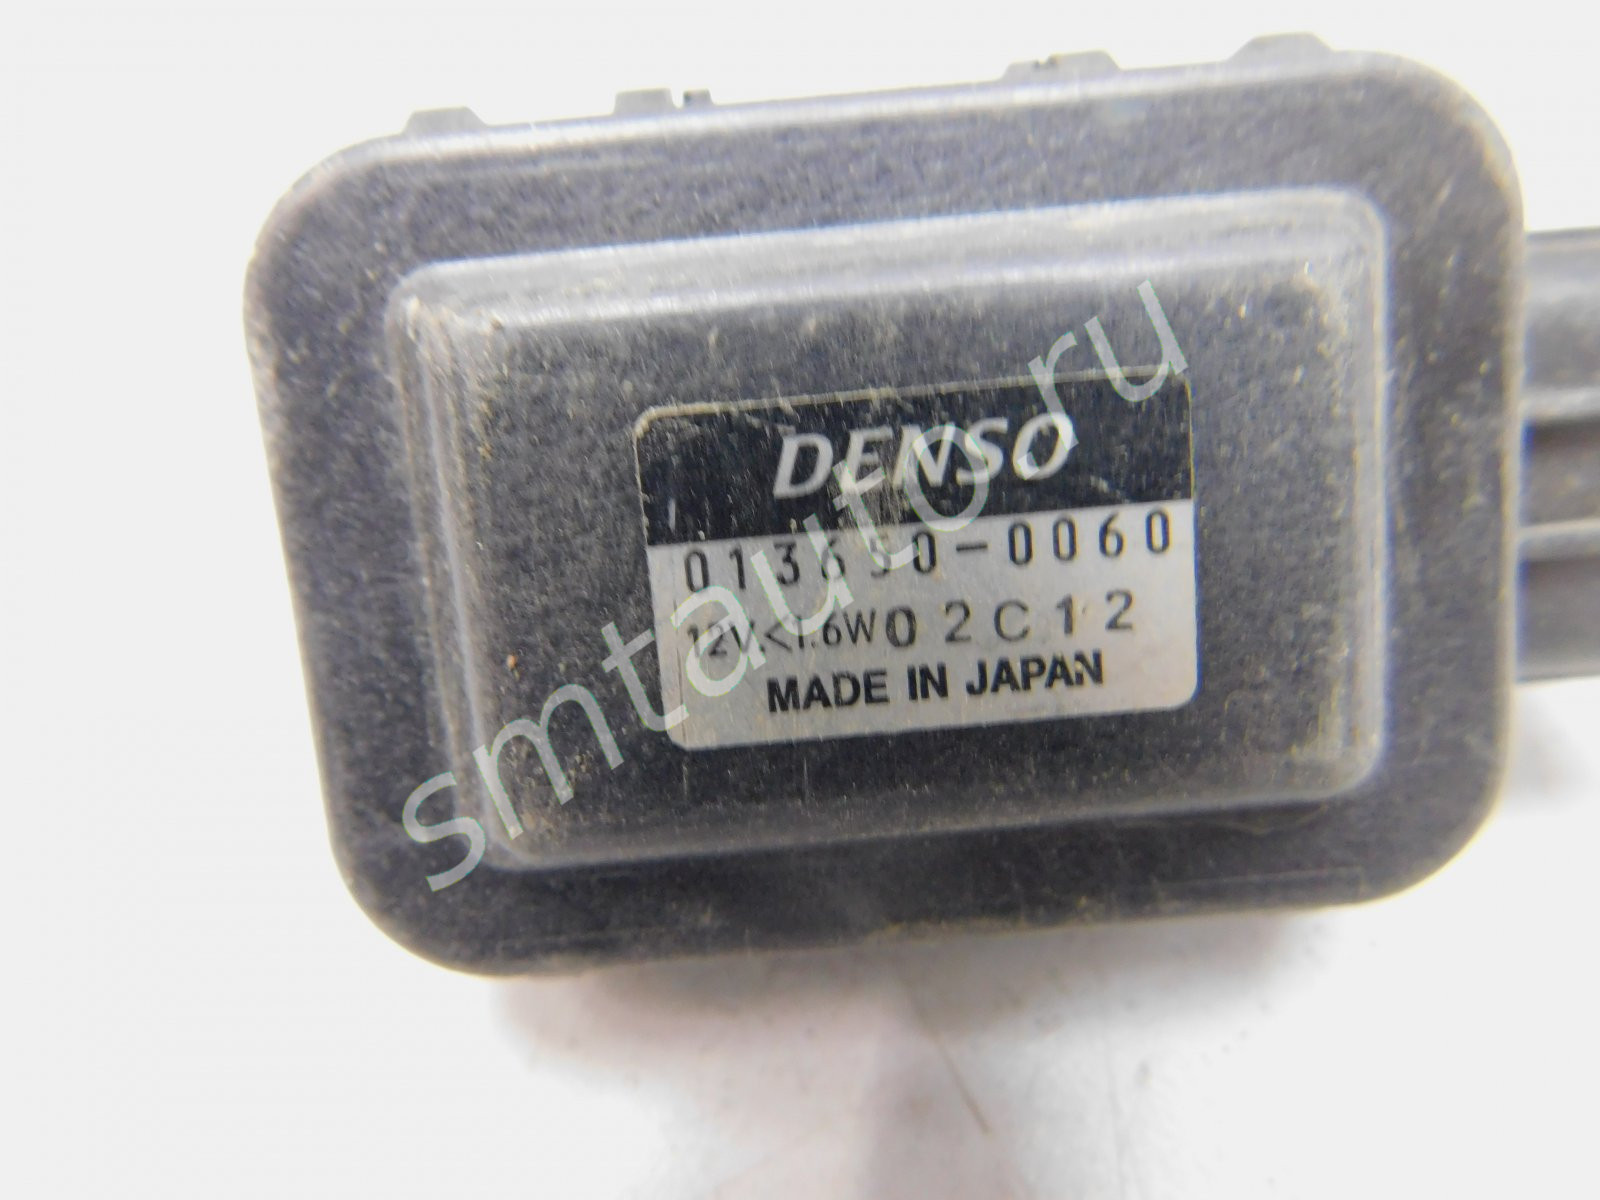 DENSO
013650-0060
12V.<1.6W 02C12
MADE IN JAPAN
smtauto.ru